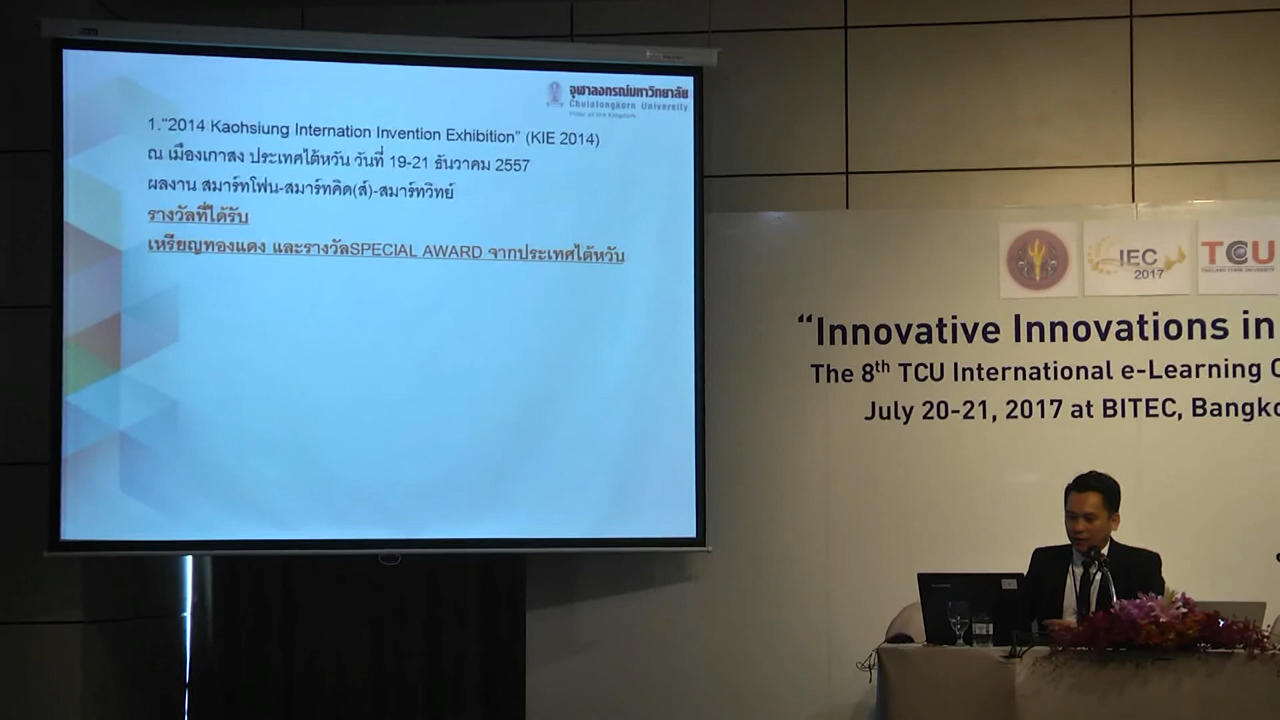 จุฬาลงกรณ์มหาวิทยาลัย
Chulalongkorn University
Pillar of the Kingdom
1."2014 Kaohsiung Internation Invention Exhibition" (KIE 2014)
ณ เมืองเกาสง ประเทศไต้หวัน วันที่ 19-21 ธันวาคม 2557
ผลงาน สมาร์ทโฟน-สมาร์ทคิด(ส์)-สมาร์ทวิทย์
รางวัลที่ได้รับ
เหรียญทองแดง และรางวัลSPECIAL AWARD จากประเทศไต้หวัน
IEC
2017
TCU
THAILAND CYBER UNIVERSITY
"Innovative Innovations in
The 8th TCU International e-Learning C
July 20-21, 2017 at BITEC, Bangko